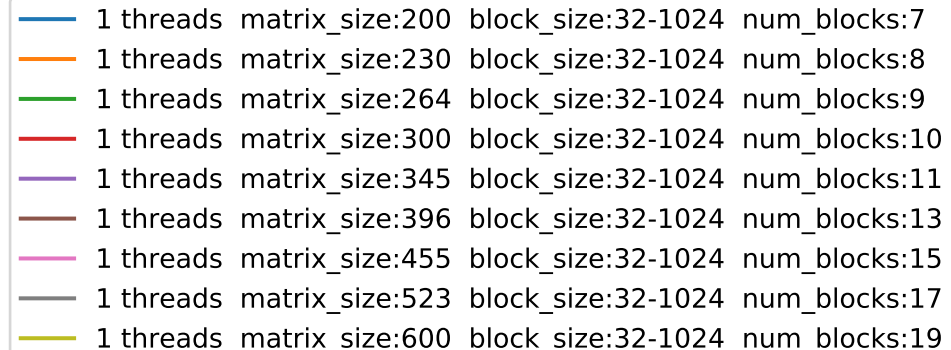 1 threads  matrix_size:200  block_size:32-1024  num_blocks:7
1 threads  matrix_size:230  block_size:32-1024  num_blocks:8
1 threads  matrix_size:264  block_size:32-1024  num_blocks:9
1 threads  matrix_size:300  block_size:32-1024  num_blocks:10
1 threads  matrix_size:345  block_size:32-1024  num_blocks:11
1 threads  matrix_size:396  block_size:32-1024  num_blocks:13
1 threads  matrix_size:455  block_size:32-1024  num_blocks:15
1 threads  matrix_size:523  block_size:32-1024  num_blocks:17
1 threads  matrix_size:600  block_size:32-1024  num_blocks:19